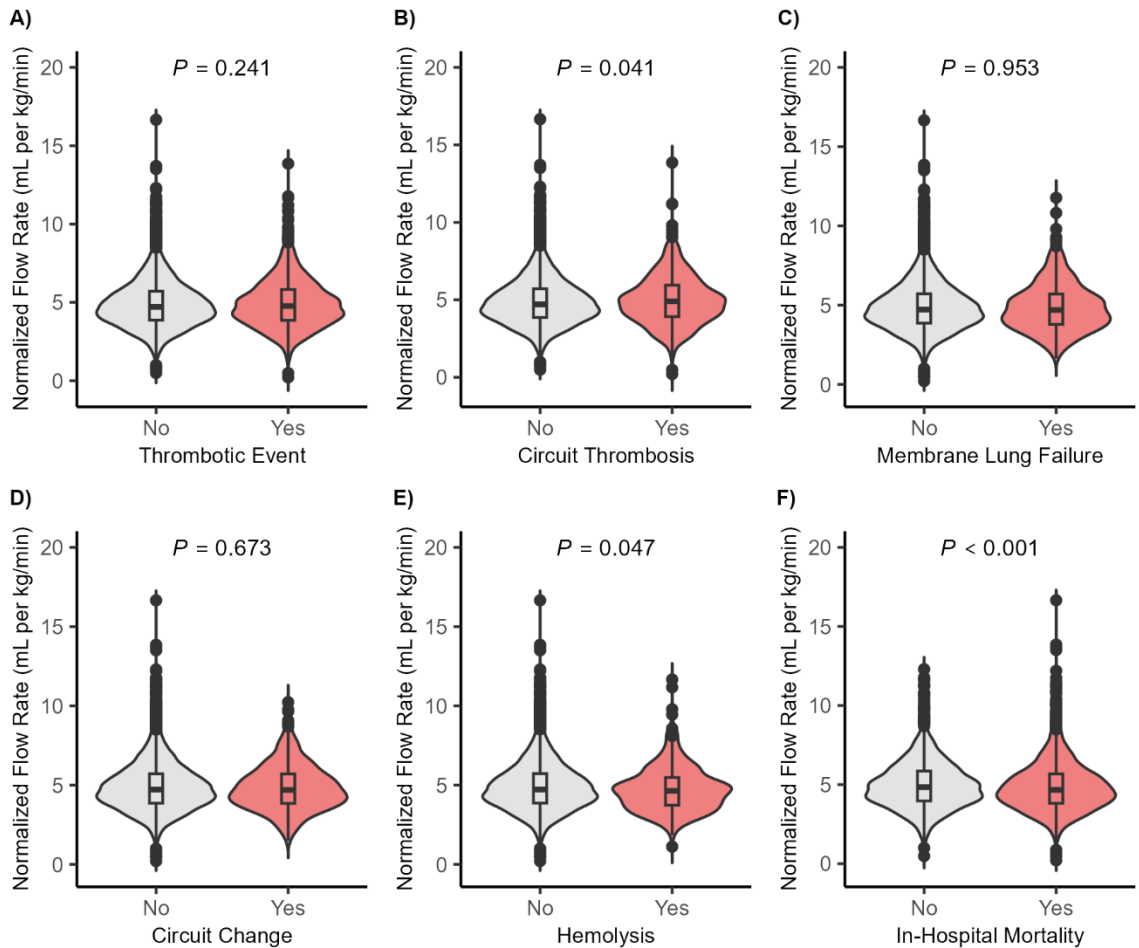 A)
Normalized Flow Rate (mL per kg/min)
P = 0.241
20
15
10
5
0
No
Yes
Thrombotic Event
B)
Normalized Flow Rate (mL per kg/min)
P = 0.041
20
15
10
5
0
No
Yes
Circuit Thrombosis
C)
Normalized Flow Rate (mL per kg/min)
P = 0.953
20
15
10
5
0
No
Yes
Membrane Lung Failure
D)
Normalized Flow Rate (mL per kg/min)
P = 0.673
20
15
10
5
0
No
Yes
Circuit Change
E)
Normalized Flow Rate (mL per kg/min)
P = 0.047
20
15
10
5
0
No
Yes
Hemolysis
F)
Normalized Flow Rate (mL per kg/min)
P < 0.001
20
15
10
5
0
No
Yes
In-Hospital Mortality